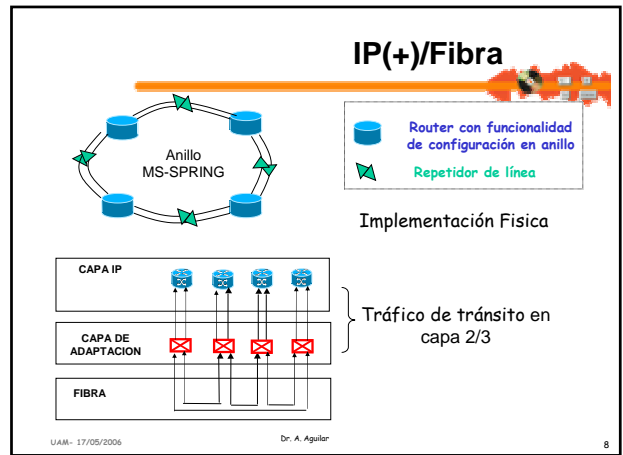 IP(+)/Fibra
Anillo
MS-SPRING
Router con funcionalidad
de configuración en anillo
Repetidor de línea
Implementación Fisica
CAPA IP
CAPA DE
ADAPTACION
FIBRA
Tráfico de tránsito en
capa 2/3
UAM- 17/05/2006
Dr. A. Aguilar
8